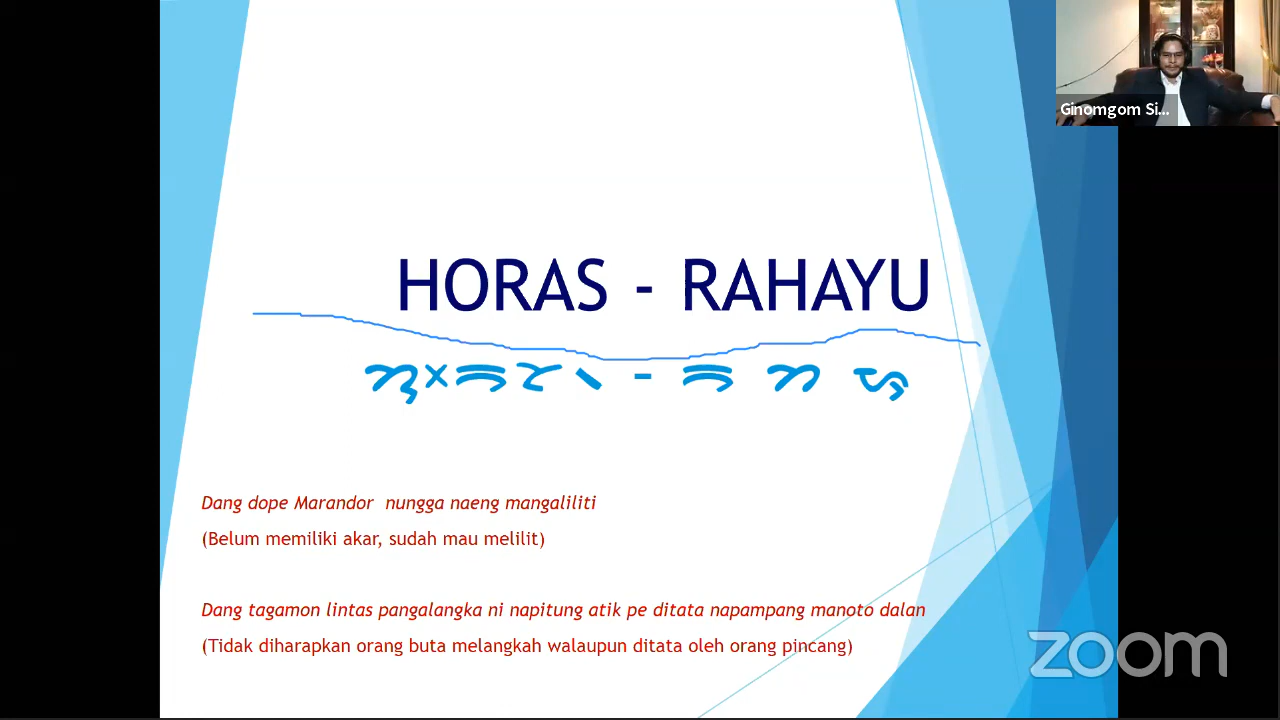 Ginomgom Si...
HORAS - RAHAYU
Dang dope Marandor nungga naeng mangaliliti
(Belum memiliki akar, sudah mau melilit)
Dang tagamon lintas pangalangka ni napitung atik pe ditata napampang manoto dalan
(Tidak diharapkan orang buta melangkah walaupun ditata oleh orang pincang)
zoom